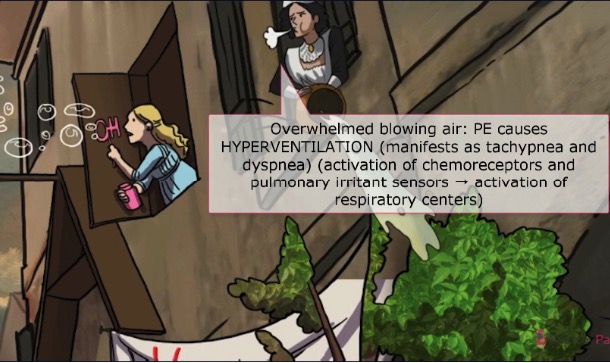 OH
Overwhelmed blowing air: PE causes
HYPERVENTILATION (manifests as tachypnea and
dyspnea) (activation of chemoreceptors and
pulmonary irritant sensors → activation of
respiratory centers)